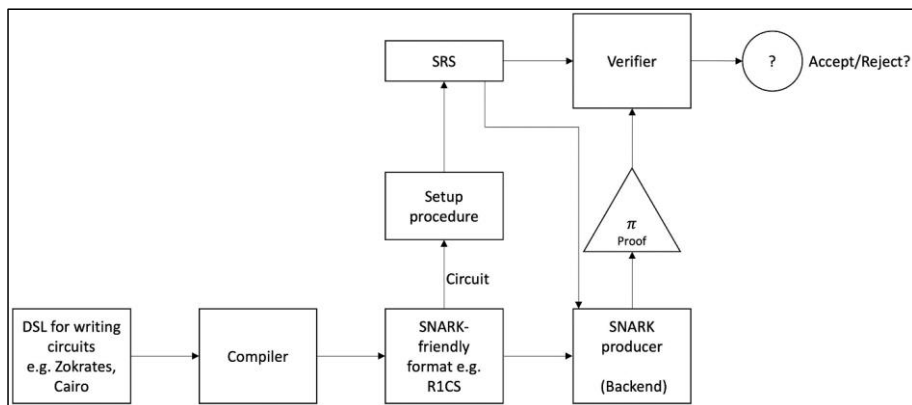 SRS
Verifier
?
Accept/Reject?
Setup
procedure
π
Proof
Circuit
DSL for writing
circuits
e.g. Zokrates,
Cairo
Compiler
SNARK-
friendly
format e.g.
R1CS
SNARK
producer
(Backend)